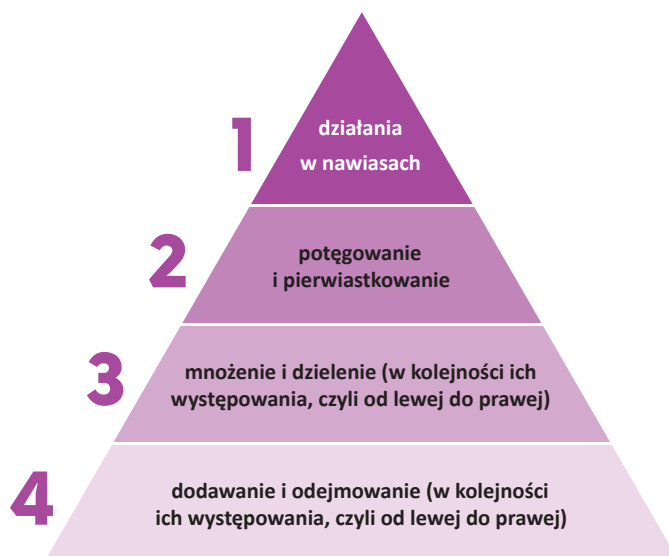 1
działania
w nawiasach
2
potęgowanie
i pierwiastkowanie
3
mnożenie i dzielenie (w kolejności ich
występowania, czyli od lewej do prawej)
4
dodawanie i odejmowanie (w kolejności
ich występowania, czyli od lewej do prawej)